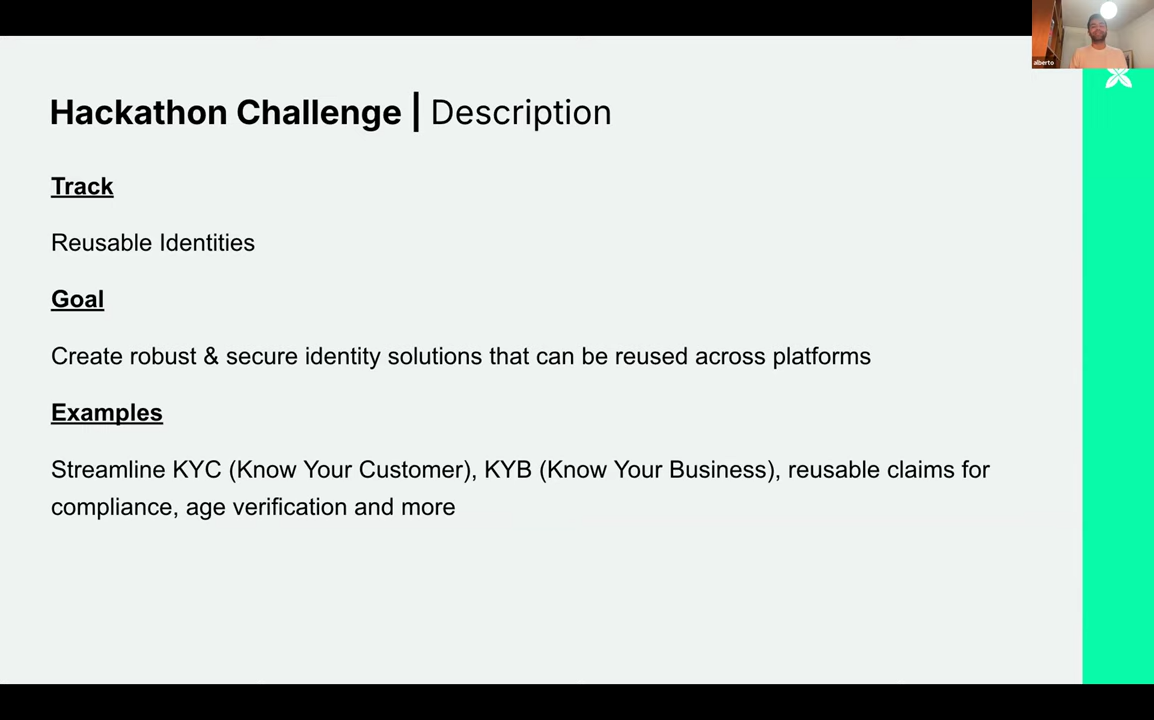 alberto
Hackathon Challenge | Description
Track
Reusable Identities
Goal
Create robust & secure identity solutions that can be reused across platforms
Examples
Streamline KYC (Know Your Customer), KYB (Know Your Business), reusable claims for
compliance, age verification and more